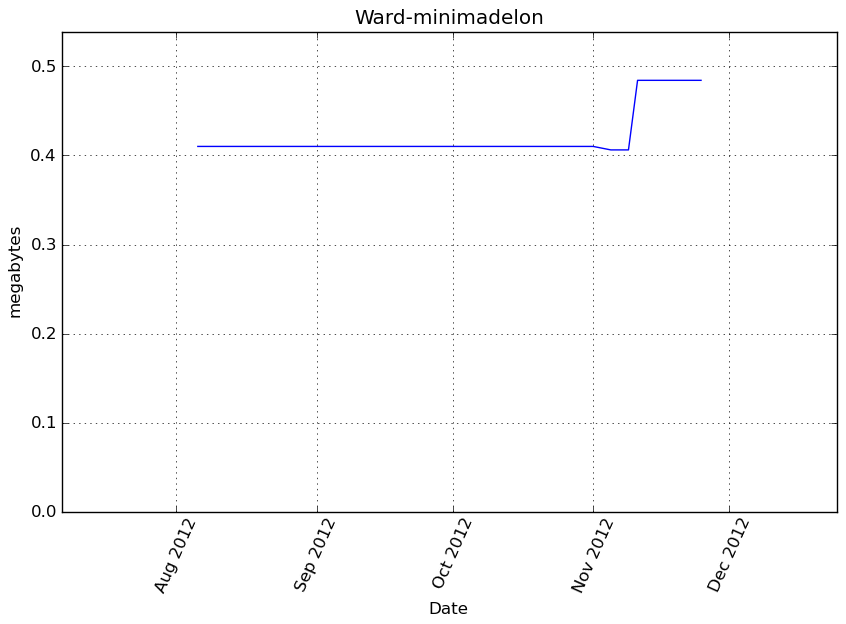 Ward-minimadelon
0.5
0.4
0.3
0.2
0.1
0.0
megabytes
Aug 2012
Sep 2012
Oct 2012
Nov 2012
Dec 2012
Date